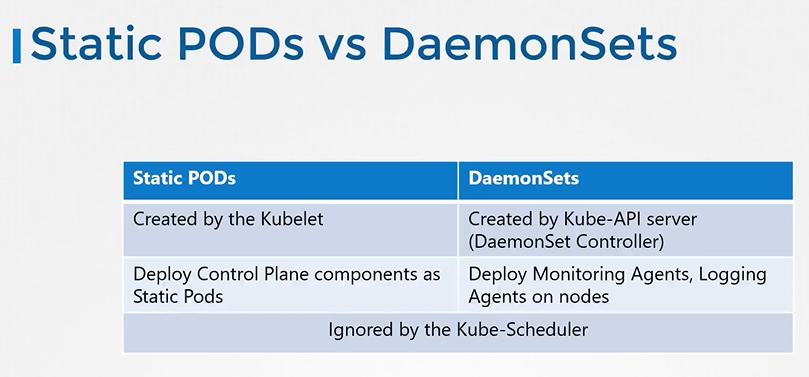 Static PODs vs DaemonSets
Static PODs
DaemonSets
Created by the Kubelet
Created by Kube-API server
(DaemonSet Controller)
Deploy Control Plane components as
Static Pods
Deploy Monitoring Agents, Logging
Agents on nodes
Ignored by the Kube-Scheduler